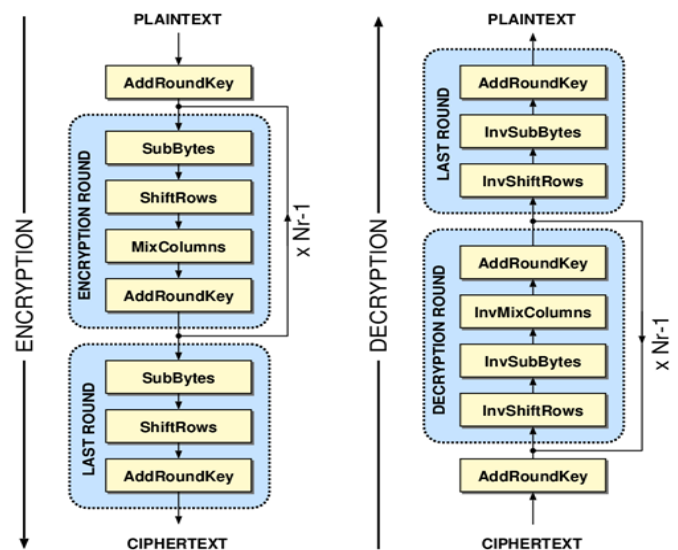 PLAINTEXT
AddRoundKey
ENCRYPTION ROUND
SubBytes
ShiftRows
MixColumns
AddRoundKey
x Nr-1
ENCRYPTION
LAST ROUND
SubBytes
ShiftRows
AddRoundKey
CIPHERTEXT
PLAINTEXT
LAST ROUND
AddRoundKey
InvSubBytes
InvShiftRows
DECRYPTION
DECRYPTION ROUND
AddRoundKey
InvMixColumns
InvSubBytes
InvShiftRows
x Nr-1
AddRoundKey
CIPHERTEXT